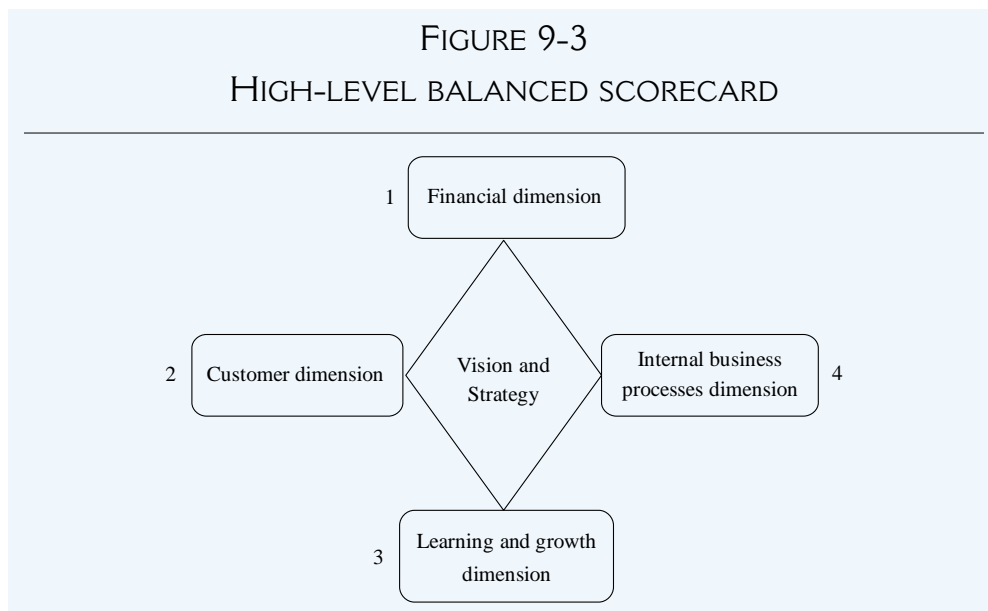 FIGURE 9-3
HIGH-LEVEL BALANCED SCORECARD
1
Financial dimension
2
Customer dimension
Vision and
Strategy
Internal business
processes dimension
4
3
Learning and growth
dimension